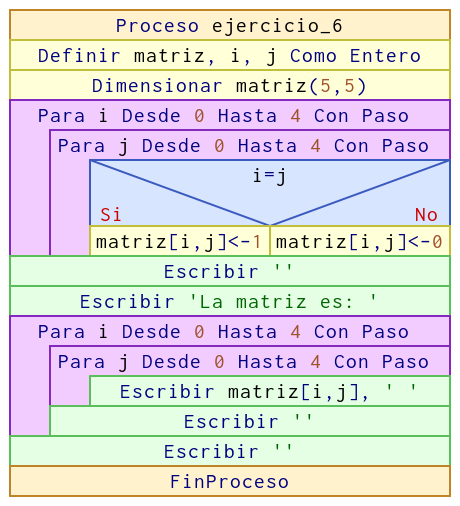 Proceso ejercicio_6
Definir matriz, i, j Como Entero
Dimensionar matriz(5,5)
Para i Desde 0 Hasta 4 Con Paso
Para j Desde 0 Hasta 4 Con Paso
i=j
Si No
matriz[i,j]<-1 matriz[i,j]<-0
Escribir ''
Escribir 'La matriz es: '
Para i Desde 0 Hasta 4 Con Paso
Para j Desde 0 Hasta 4 Con Paso
Escribir matriz[i,j], ' '
Escribir ''
Escribir ''
FinProceso